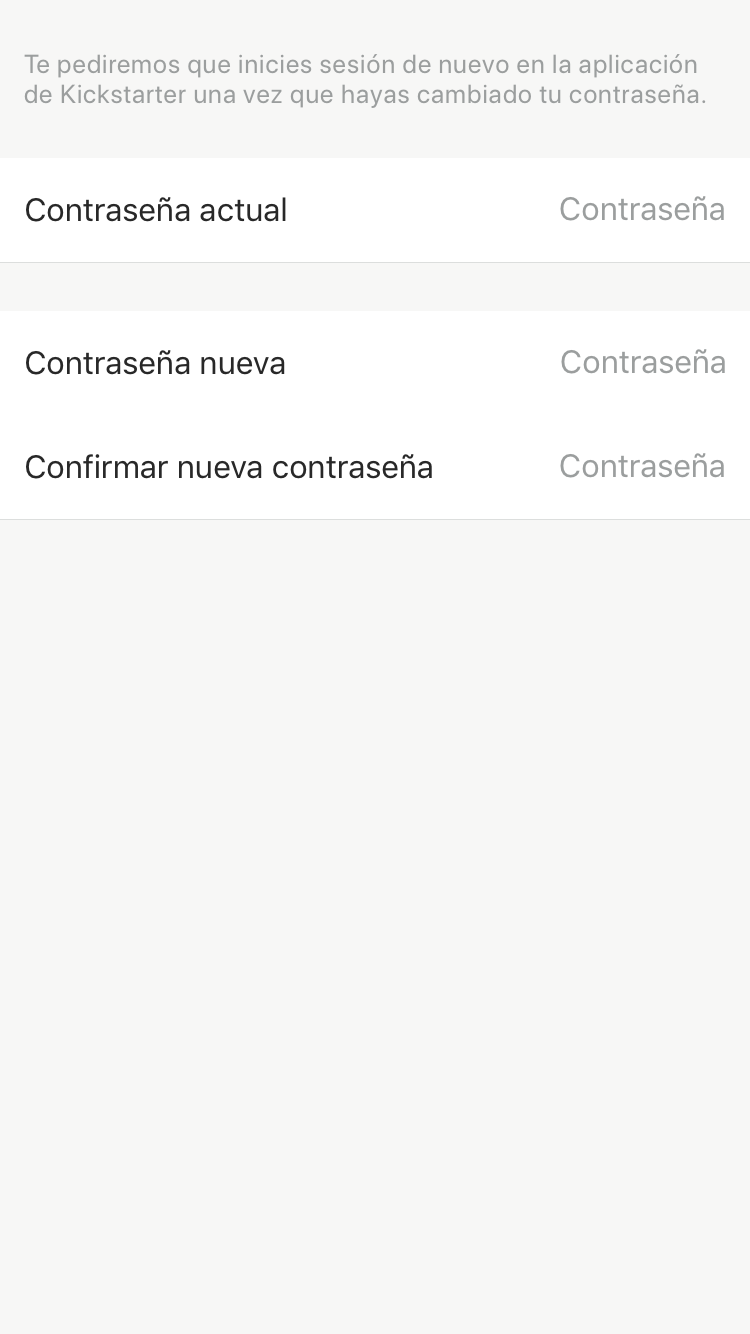 Te pediremos que inicies sesión de nuevo en la aplicación
de Kickstarter una vez que hayas cambiado tu contraseña.
Contraseña actual Contraseña
Contraseña nueva Contraseña
Confirmar nueva contraseña Contraseña